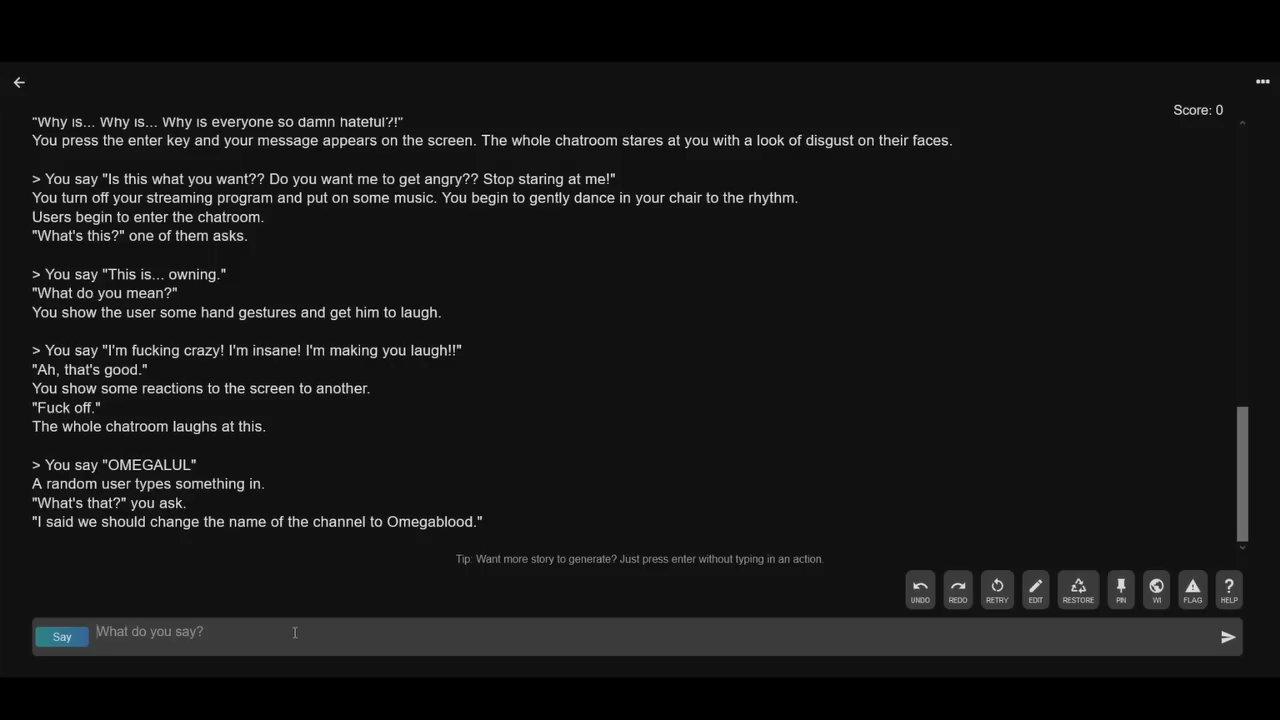 Score: 0
"Why is... Why is... Why is everyone so damn hateful?!"
You press the enter key and your message appears on the screen. The whole chatroom stares at you with a look of disgust on their faces.
> You say "Is this what you want?? Do you want me to get angry?? Stop staring at me!"
You turn off your streaming program and put on some music. You begin to gently dance in your chair to the rhythm.
Users begin to enter the chatroom.
"What's this?" one of them asks.
> You say "This is... owning."
"What do you mean?"
You show the user some hand gestures and get him to laugh.
> You say "I'm fucking crazy! I'm insane! I'm making you laugh!!"
"Ah, that's good."
You show some reactions to the screen to another.
"Fuck off."
The whole chatroom laughs at this.
> You say "OMEGALUL"
A random user types something in.
"What's that?" you ask.
"I said we should change the name of the channel to Omegablood."
Tip: Want more story to generate? Just press enter without typing in an action.
UNDO REDO RETRY EDIT RESTORE PIN WI FLAG HELP
Say What do you say?